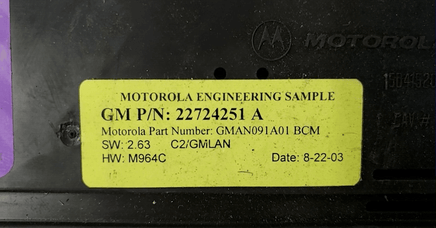 MOTOROLA
MOTOROLA ENGINEERING SAMPLE
GM P/N: 22724251 A
Motorola Part Number: GMAN091A01 BCM
SW: 2.63 C2/GMLAN
HW: M964C Date: 8-22-03